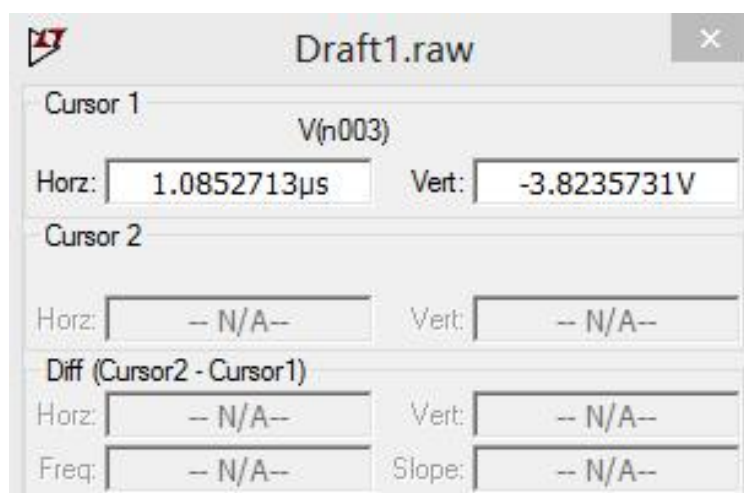 Draft1.raw
Cursor 1
V(n003)
Horz: 1.0852713µs Vert: -3.8235731V
Cursor 2
Horz: -- N/A-- Vert: -- N/A--
Diff (Cursor2 - Cursor1)
Horz: -- N/A-- Vert: -- N/A--
Freq: -- N/A-- Slope: -- N/A--